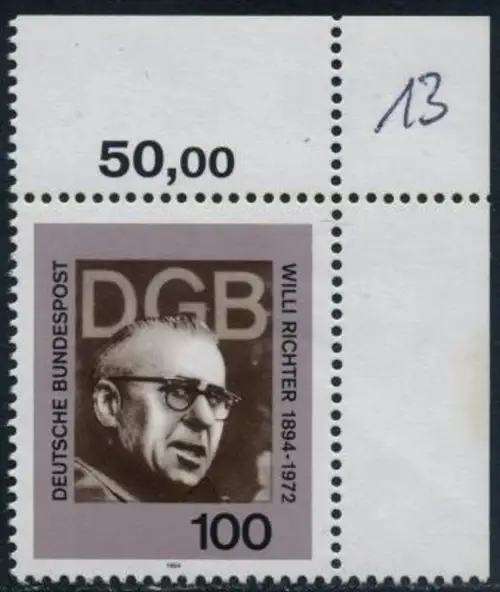 13
50,00
DGB
DEUTSCHE BUNDESPOST
WILLI RICHTER 1894-1972
100
1994